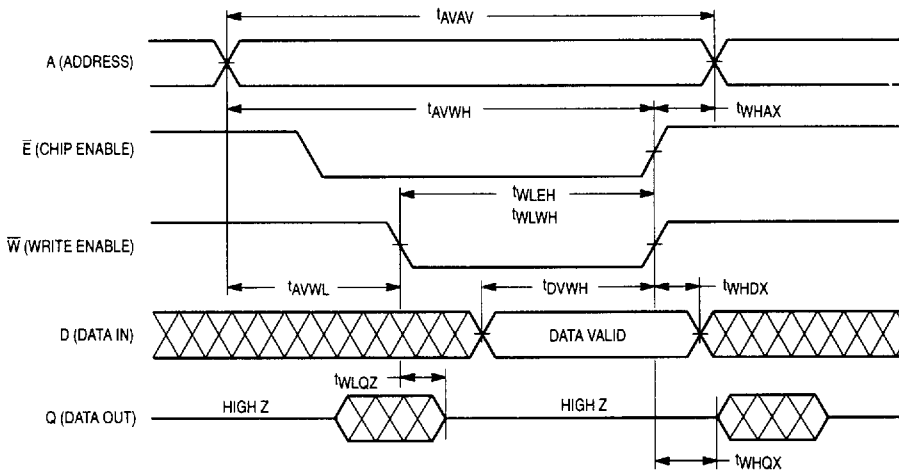 tAVAV
A (ADDRESS)
tAVWH
tWHAX
E̅ (CHIP ENABLE)
tWLEH
tWLWH
W̅ (WRITE ENABLE)
tAVWL
tDVWH
tWHDX
D (DATA IN)
DATA VALID
tWLQZ
HIGH Z
HIGH Z
Q (DATA OUT)
tWHQX